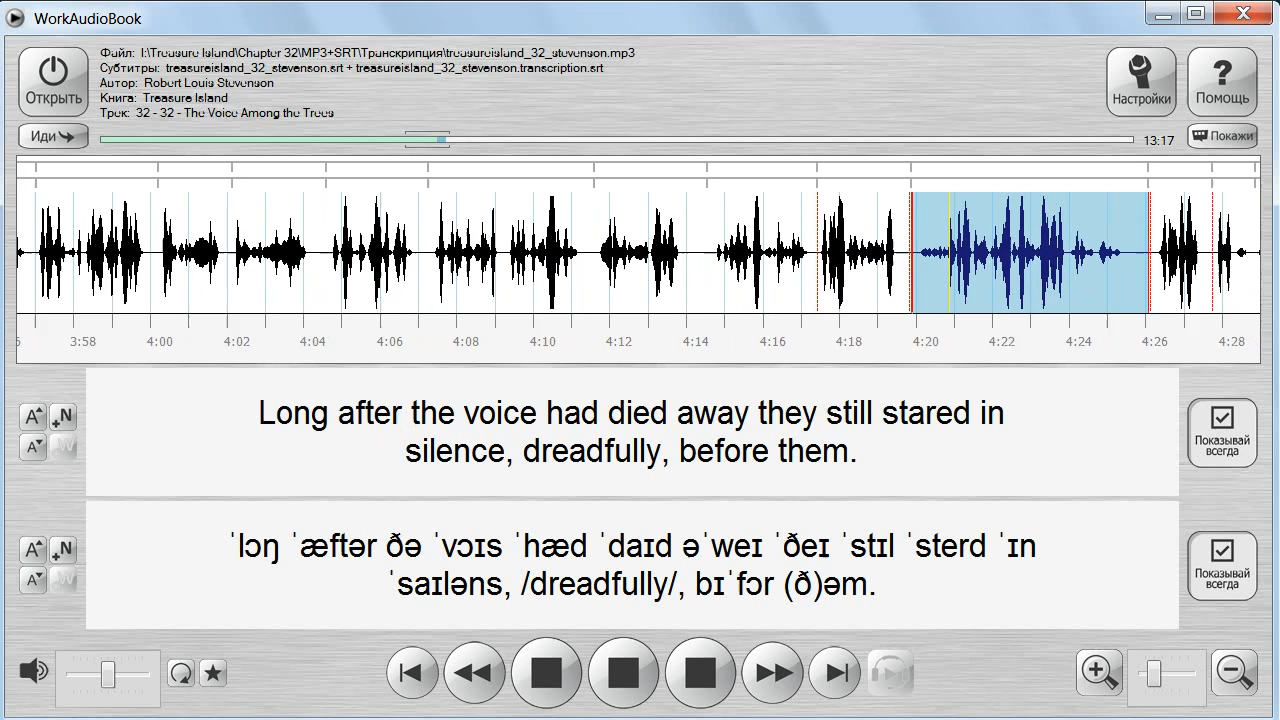 WorkAudioBook
Открыть
Файл: I:\Treasure Island\Chapter 32\MP3+SRT\Транскрипция\treasureisland_32_stevenson.mp3
Субтитры: treasureisland_32_stevenson.srt + treasureisland_32_stevenson.transcription.srt
Автор: Robert Louis Stevenson
Книга: Treasure Island
Трек: 32 - 32 - The Voice Among the Trees
Настройки
? Помощь
Иди
13:17
Покажи
3:58 4:00 4:02 4:04 4:06 4:08 4:10 4:12 4:14 4:16 4:18 4:20 4:22 4:24 4:26 4:28
A N
A W
Long after the voice had died away they still stared in
silence, dreadfully, before them.
Показывай
всегда
A N
A W
ˈlɔŋ ˈæftər ðə ˈvɔɪs ˈhæd ˈdaɪd əˈweɪ ˈðeɪ ˈstɪl ˈsterd ˈɪn
ˈsaɪləns, /dreadfully/, bɪˈfɔr (ð)əm.
Показывай
всегда